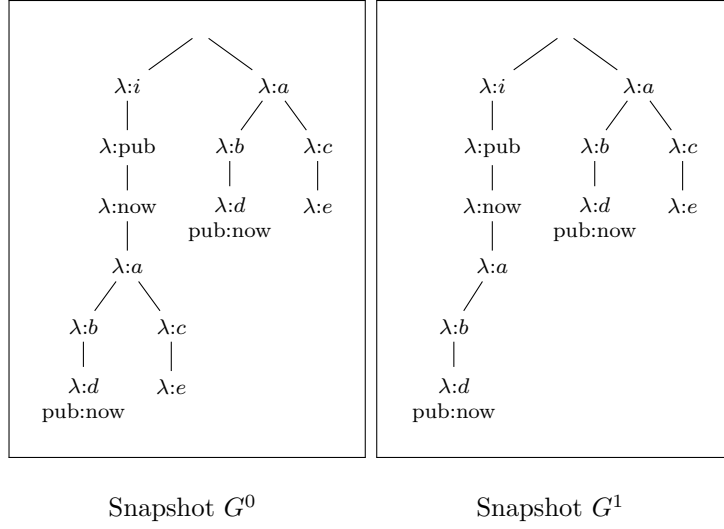 λ:i λ:a λ:i λ:a
λ:pub λ:b λ:c λ:pub λ:b λ:c
λ:now λ:d λ:e λ:now λ:d λ:e
pub:now pub:now
λ:a λ:a
λ:b λ:c λ:b
λ:d λ:e λ:d
pub:now pub:now
Snapshot G⁰ Snapshot G¹